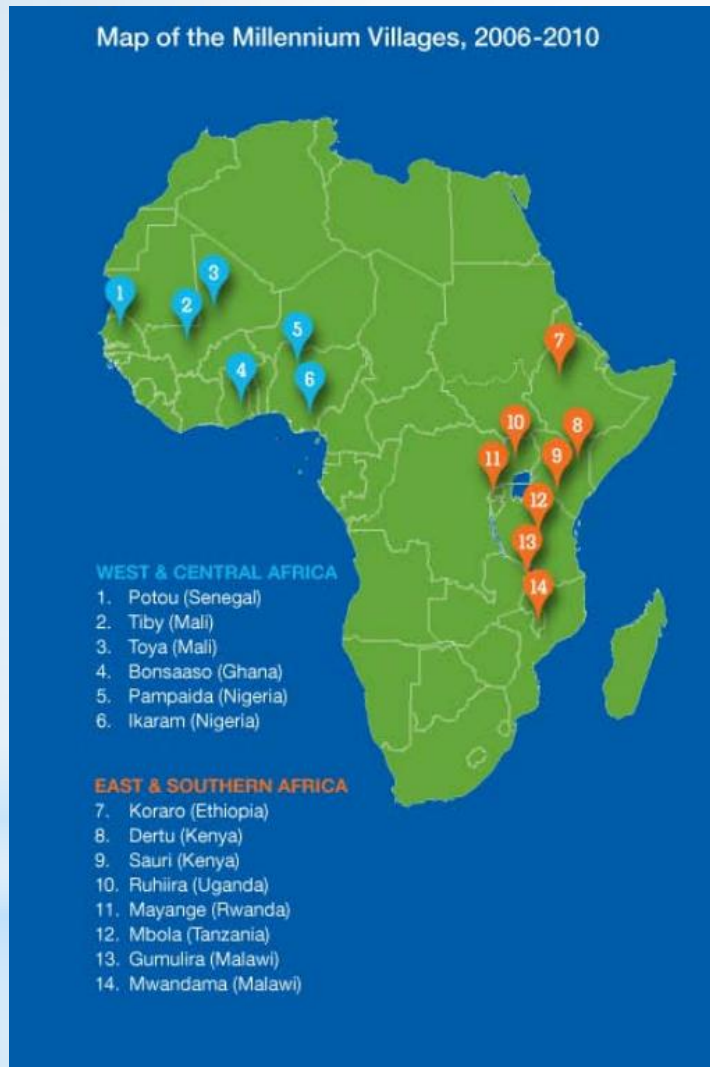 Map of the Millennium Villages, 2006-2010
1
2
3
4
5
6
7
8
9
10
11
12
13
14
WEST & CENTRAL AFRICA
1. Potou (Senegal)
2. Tiby (Mali)
3. Toya (Mali)
4. Bonsaaso (Ghana)
5. Pampaida (Nigeria)
6. Ikaram (Nigeria)
EAST & SOUTHERN AFRICA
7. Koraro (Ethiopia)
8. Dertu (Kenya)
9. Sauri (Kenya)
10. Ruhiira (Uganda)
11. Mayange (Rwanda)
12. Mbola (Tanzania)
13. Gumulira (Malawi)
14. Mwandama (Malawi)